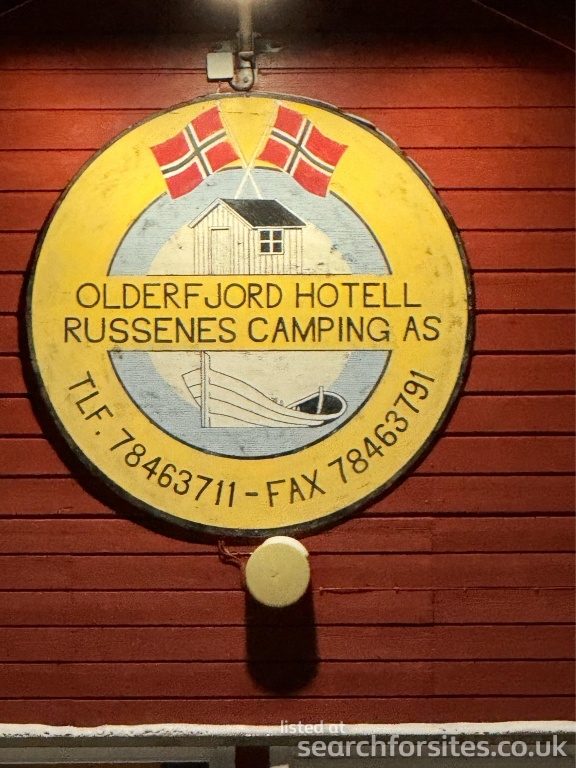 OLDERFJORD HOTELL
RUSSENES CAMPING AS
TLF. 78463711 - FAX 78463791
listed at
searchforsites.co.uk